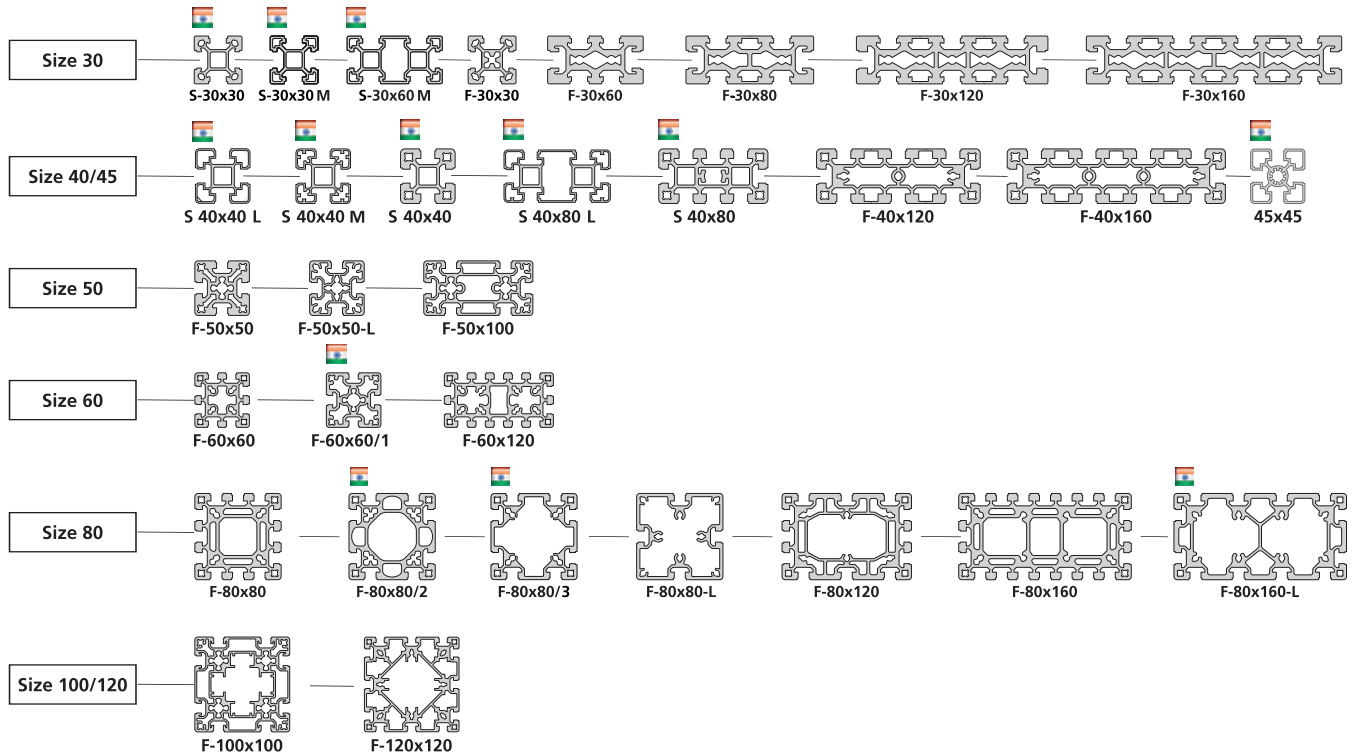 Size 30
S-30x30
S-30x30 M
S-30x60 M
F-30x30
F-30x60
F-30x80
F-30x120
F-30x160
Size 40/45
S 40x40 L
S 40x40 M
S 40x40
S 40x80 L
S 40x80
F-40x120
F-40x160
45x45
Size 50
F-50x50
F-50x50-L
F-50x100
Size 60
F-60x60
F-60x60/1
F-60x120
Size 80
F-80x80
F-80x80/2
F-80x80/3
F-80x80-L
F-80x120
F-80x160
F-80x160-L
Size 100/120
F-100x100
F-120x120